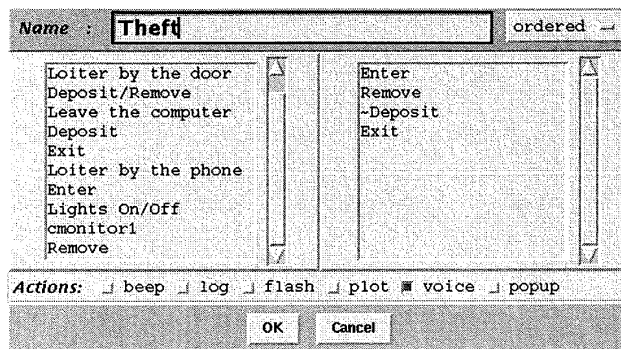 Name : Theft ordered
Loiter by the door
Deposit/Remove
Leave the computer
Deposit
Exit
Loiter by the phone
Enter
Lights On/Off
cmonitor1
Remove
Enter
Remove
~Deposit
Exit
Actions: beep log flash plot voice popup
OK Cancel